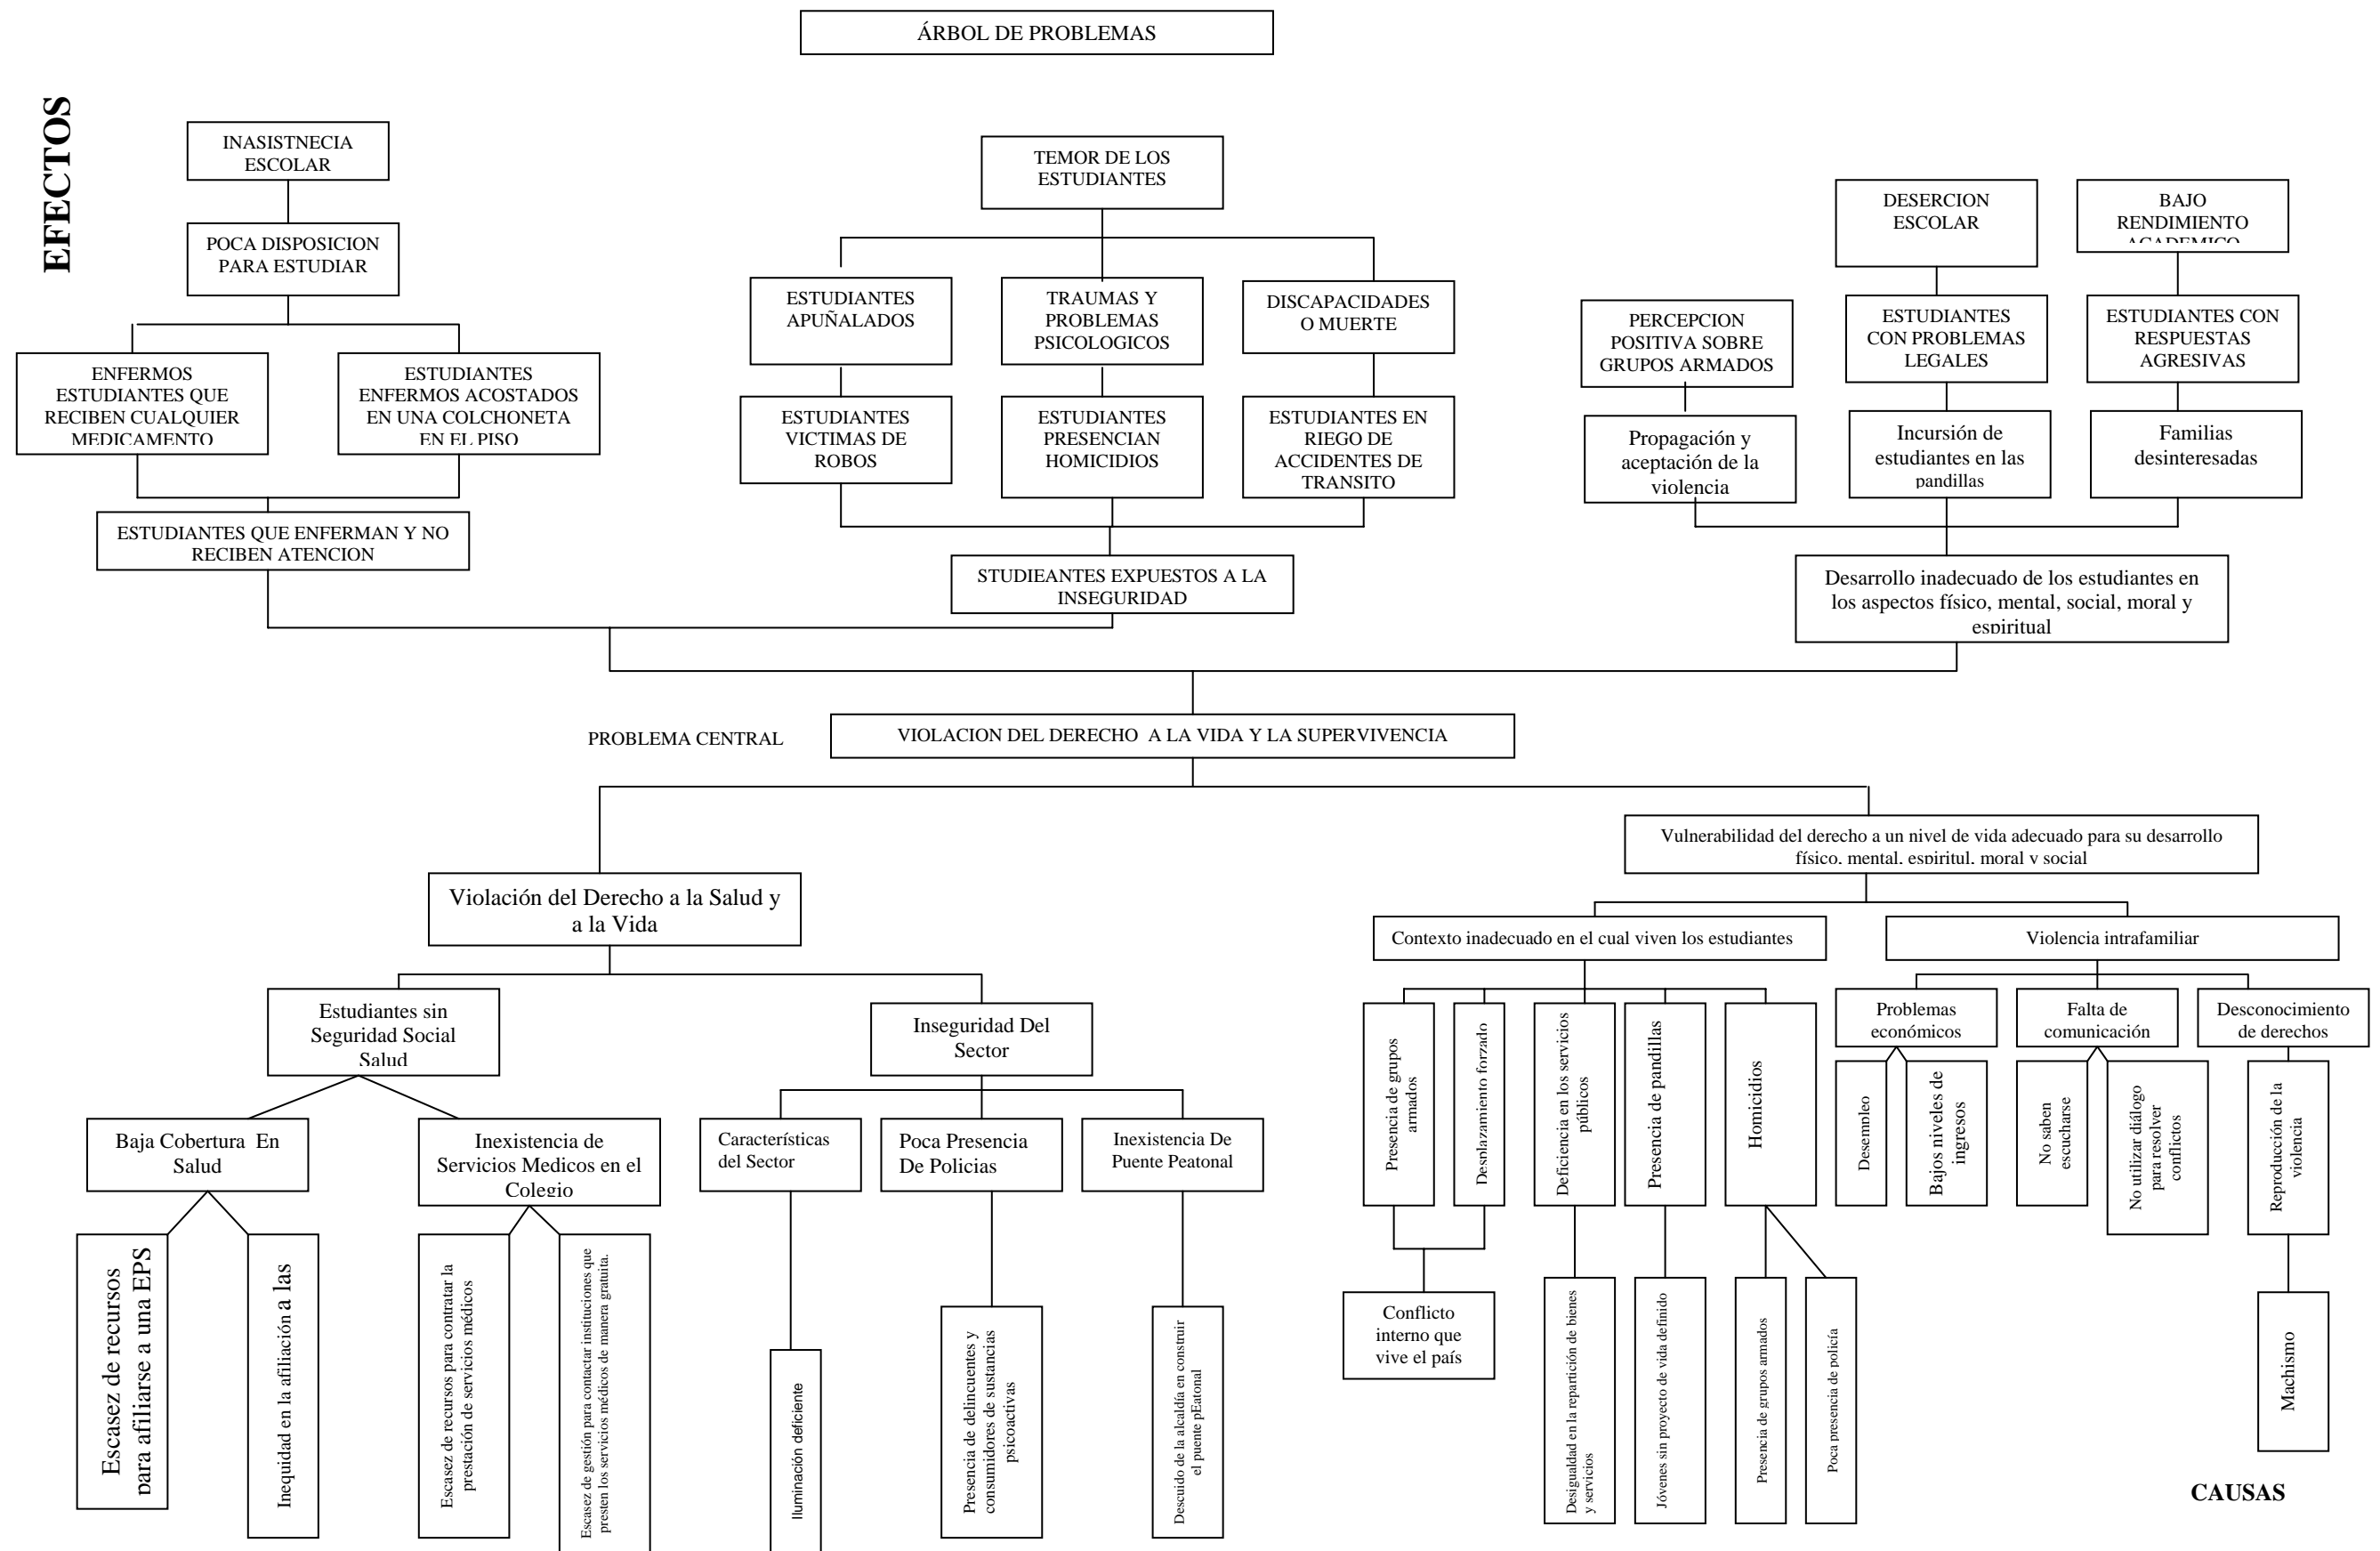 ÁRBOL DE PROBLEMAS
EFECTOS
INASISTNECIA
ESCOLAR
POCA DISPOSICION
PARA ESTUDIAR
ENFERMOS
ESTUDIANTES QUE
RECIBEN CUALQUIER
MEDICAMENTO
ESTUDIANTES
ENFERMOS ACOSTADOS
EN UNA COLCHONETA
EN EL PISO
ESTUDIANTES QUE ENFERMAN Y NO
RECIBEN ATENCION
TEMOR DE LOS
ESTUDIANTES
ESTUDIANTES
APUÑALADOS
TRAUMAS Y
PROBLEMAS
PSICOLOGICOS
DISCAPACIDADES
O MUERTE
ESTUDIANTES
VICTIMAS DE
ROBOS
ESTUDIANTES
PRESENCIAN
HOMICIDIOS
ESTUDIANTES EN
RIEGO DE
ACCIDENTES DE
TRANSITO
STUDIEANTES EXPUESTOS A LA
INSEGURIDAD
DESERCION
ESCOLAR
BAJO
RENDIMIENTO
ACADEMICO
PERCEPCION
POSITIVA SOBRE
GRUPOS ARMADOS
ESTUDIANTES
CON PROBLEMAS
LEGALES
ESTUDIANTES CON
RESPUESTAS
AGRESIVAS
Propagación y
aceptación de la
violencia
Incursión de
estudiantes en las
pandillas
Familias
desinteresadas
Desarrollo inadecuado de los estudiantes en
los aspectos físico, mental, social, moral y
espiritual
PROBLEMA CENTRAL
VIOLACION DEL DERECHO A LA VIDA Y LA SUPERVIVENCIA
Violación del Derecho a la Salud y
a la Vida
Estudiantes sin
Seguridad Social
Salud
Inseguridad Del
Sector
Baja Cobertura En
Salud
Inexistencia de
Servicios Medicos en el
Colegio
Características
del Sector
Poca Presencia
De Policias
Inexistencia De
Puente Peatonal
Escasez de recursos
para afiliarse a una EPS
Inequidad en la afiliación a las
Escasez de recursos para contratar la
prestación de servicios médicos
Escasez de gestión para contactar instituciones que
presten los servicios médicos de manera gratuita.
Iluminación deficiente
Presencia de delincuentes y
consumidores de sustancias
psicoactivas
Descuido de la alcaldía en construir
el puente pEatonal
Vulnerabilidad del derecho a un nivel de vida adecuado para su desarrollo
físico, mental, espiritul, moral y social
Contexto inadecuado en el cual viven los estudiantes
Violencia intrafamiliar
Presencia de grupos
armados
Desplazamiento forzado
Deficiencia en los servicios
públicos
Presencia de pandillas
Homicidios
Conflicto
interno que
vive el país
Desigualdad en la repartición de bienes
y servicios
Jóvenes sin proyecto de vida definido
Presencia de grupos armados
Poca presencia de policía
Problemas
económicos
Falta de
comunicación
Desconocimiento
de derechos
Desempleo
Bajos niveles de
ingresos
No saben
escucharse
No utilizar diálogo
para resolver
conflictos
Reproducción de la
violencia
Machismo
CAUSAS